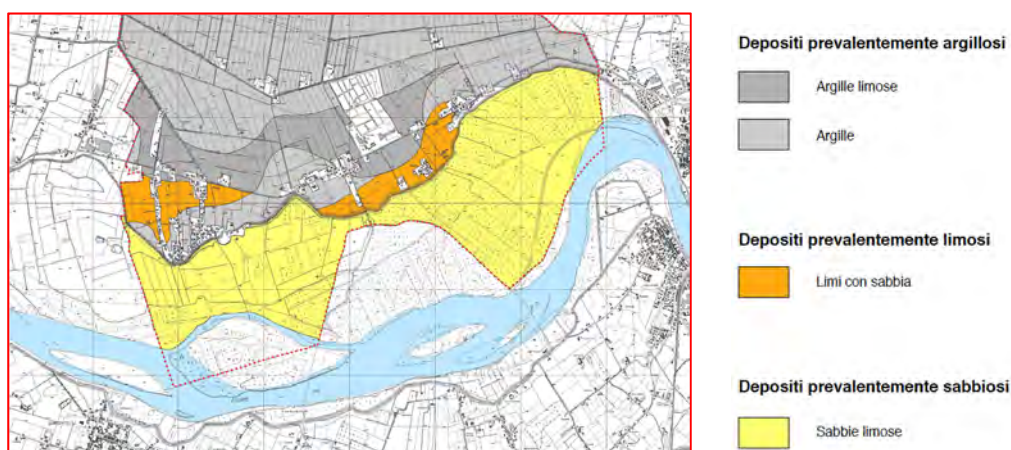 Depositi prevalentemente argillosi
Argille limose
Argille
Depositi prevalentemente limosi
Limi con sabbia
Depositi prevalentemente sabbiosi
Sabbie limose